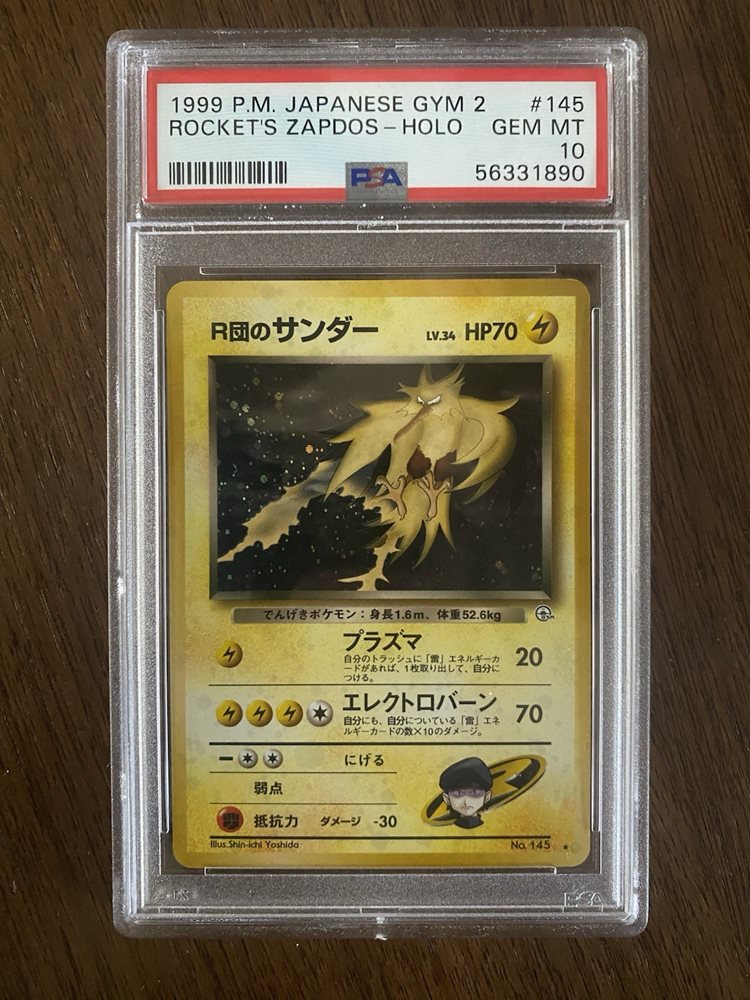 1999 P.M. JAPANESE GYM 2 #145
ROCKET'S ZAPDOS - HOLO GEM MT
10
PSA 56331890
R団のサンダー LV.34 HP70
でんげきポケモン：身長1.6m、体重52.6kg
GYM
プラズマ 20
自分のトラッシュに「雷」エネルギーカ
ードがあれば、1枚取り出して、自分に
つける。
エレクトロバーン 70
自分にも、自分についている「雷」エネ
ルギーカードの数×10のダメージ。
にげる
弱点
抵抗力 ダメージ -30
Illus.Shin-ichi Yoshida No. 145 ★
PSA